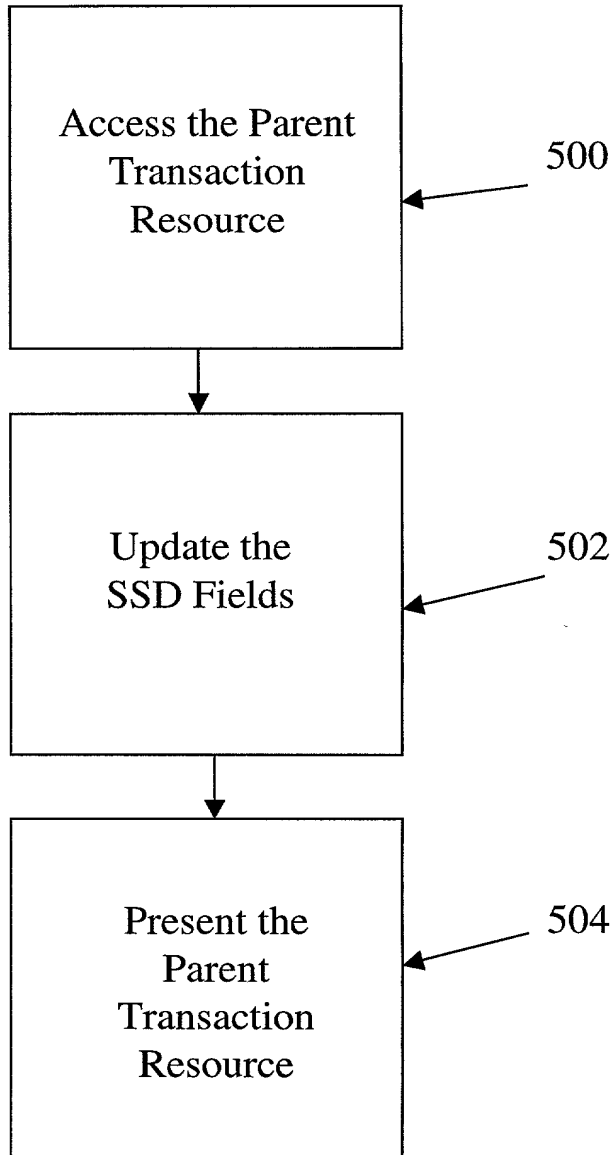 Access the Parent
Transaction
Resource
500
Update the
SSD Fields
502
Present the
Parent
Transaction
Resource
504